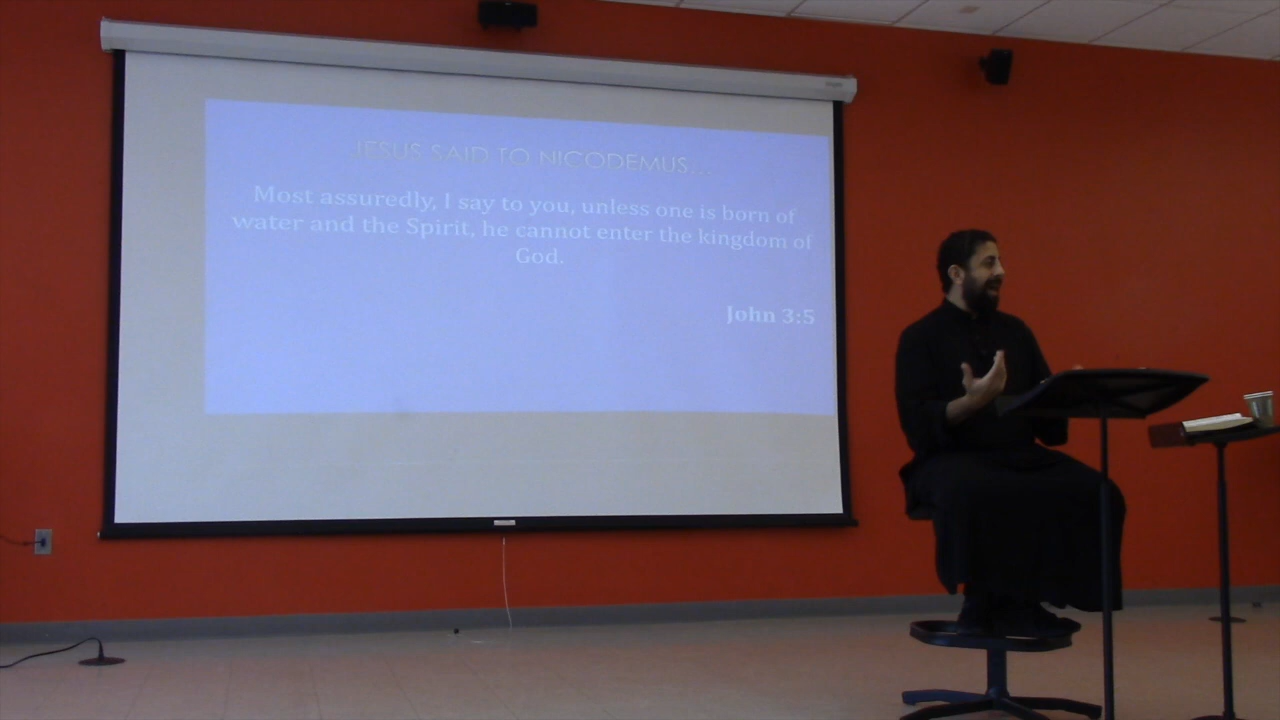 JESUS SAID TO NICODEMUS...
Most assuredly, I say to you, unless one is born of
water and the Spirit, he cannot enter the kingdom of
God.
John 3:5